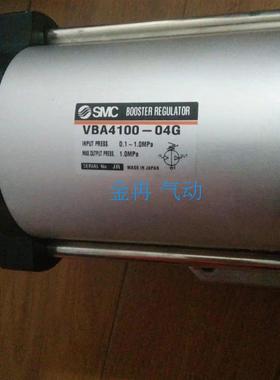 SMC BOOSTER REGULATOR
VBA4100-04G
INPUT PRESS. 0.1-1.0MPa
MAX.OUTPUT PRESS. 1.0MPa
SERIAL No. JR MADE IN JAPAN
金冉 气动